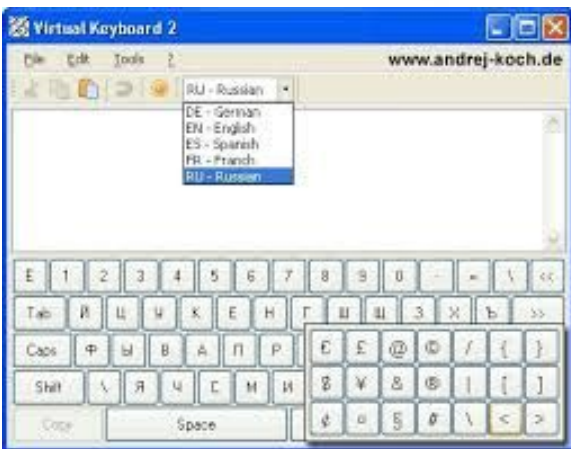 Virtual Keyboard 2
File Edit Tools ? www.andrej-koch.de
RU - Russian
DE - German
EN - English
ES - Spanish
FR - Franch
RU - Russian
Ё 1 2 3 4 5 6 7 8 9 0 - = \ <<
Tab Й Ц У К Е Н Г Ш Щ З Х Ъ >>
Caps Ф Ы В А П Р
Shift \ Я Ч С М И
Copy Space
€ £ @ © / { }
$ ¥ & ® | [ ]
¢ ¤ § \ < >